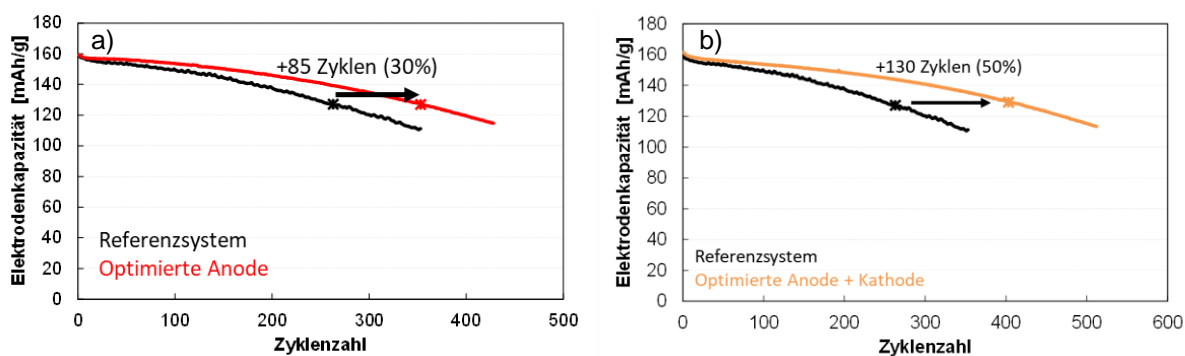 a)
+85 Zyklen (30%)
Elektrodenkapazität [mAh/g]
180
160
140
120
100
80
60
40
20
0
Referenzsystem
Optimierte Anode
0 100 200 300 400 500
Zyklenzahl
b)
+130 Zyklen (50%)
Elektrodenkapazität [mAh/g]
180
160
140
120
100
80
60
40
20
0
Referenzsystem
Optimierte Anode + Kathode
0 100 200 300 400 500 600
Zyklenzahl